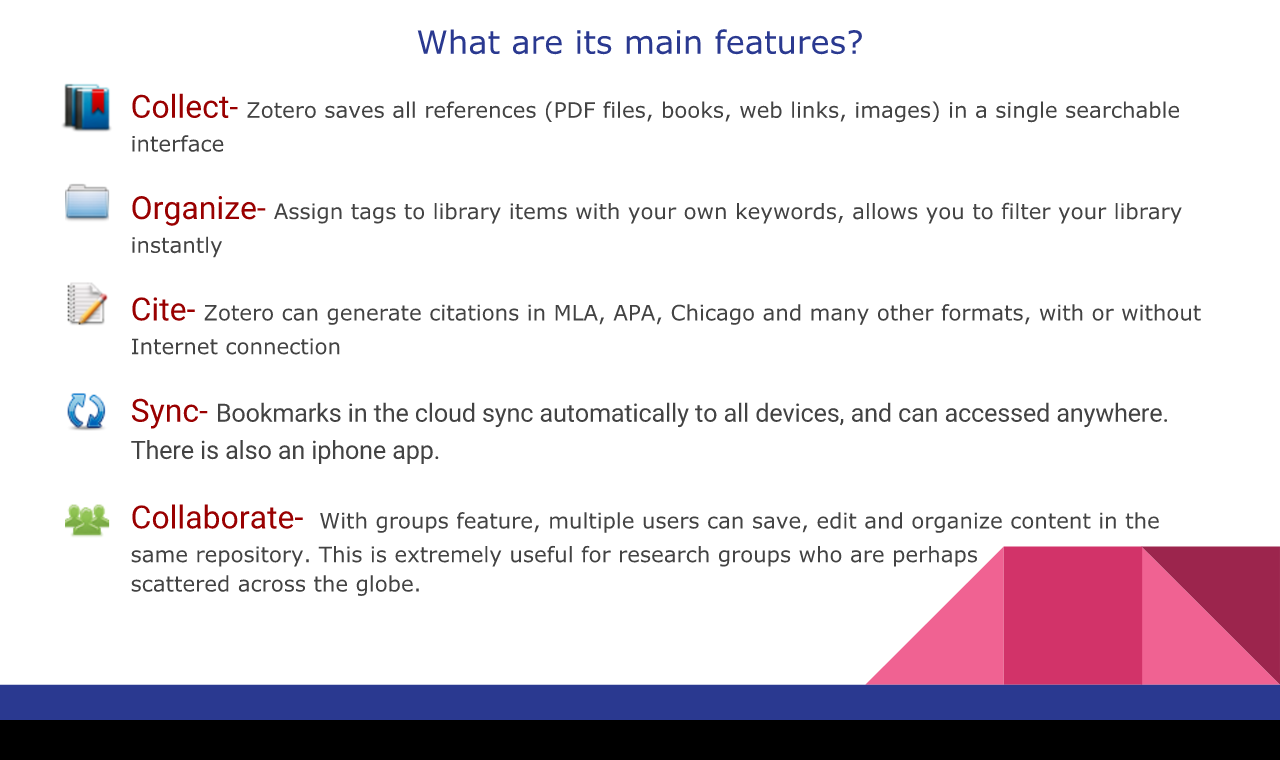 What are its main features?
Collect- Zotero saves all references (PDF files, books, web links, images) in a single searchable
interface
Organize- Assign tags to library items with your own keywords, allows you to filter your library
instantly
Cite- Zotero can generate citations in MLA, APA, Chicago and many other formats, with or without
Internet connection
Sync- Bookmarks in the cloud sync automatically to all devices, and can accessed anywhere.
There is also an iphone app.
Collaborate- With groups feature, multiple users can save, edit and organize content in the
same repository. This is extremely useful for research groups who are perhaps
scattered across the globe.